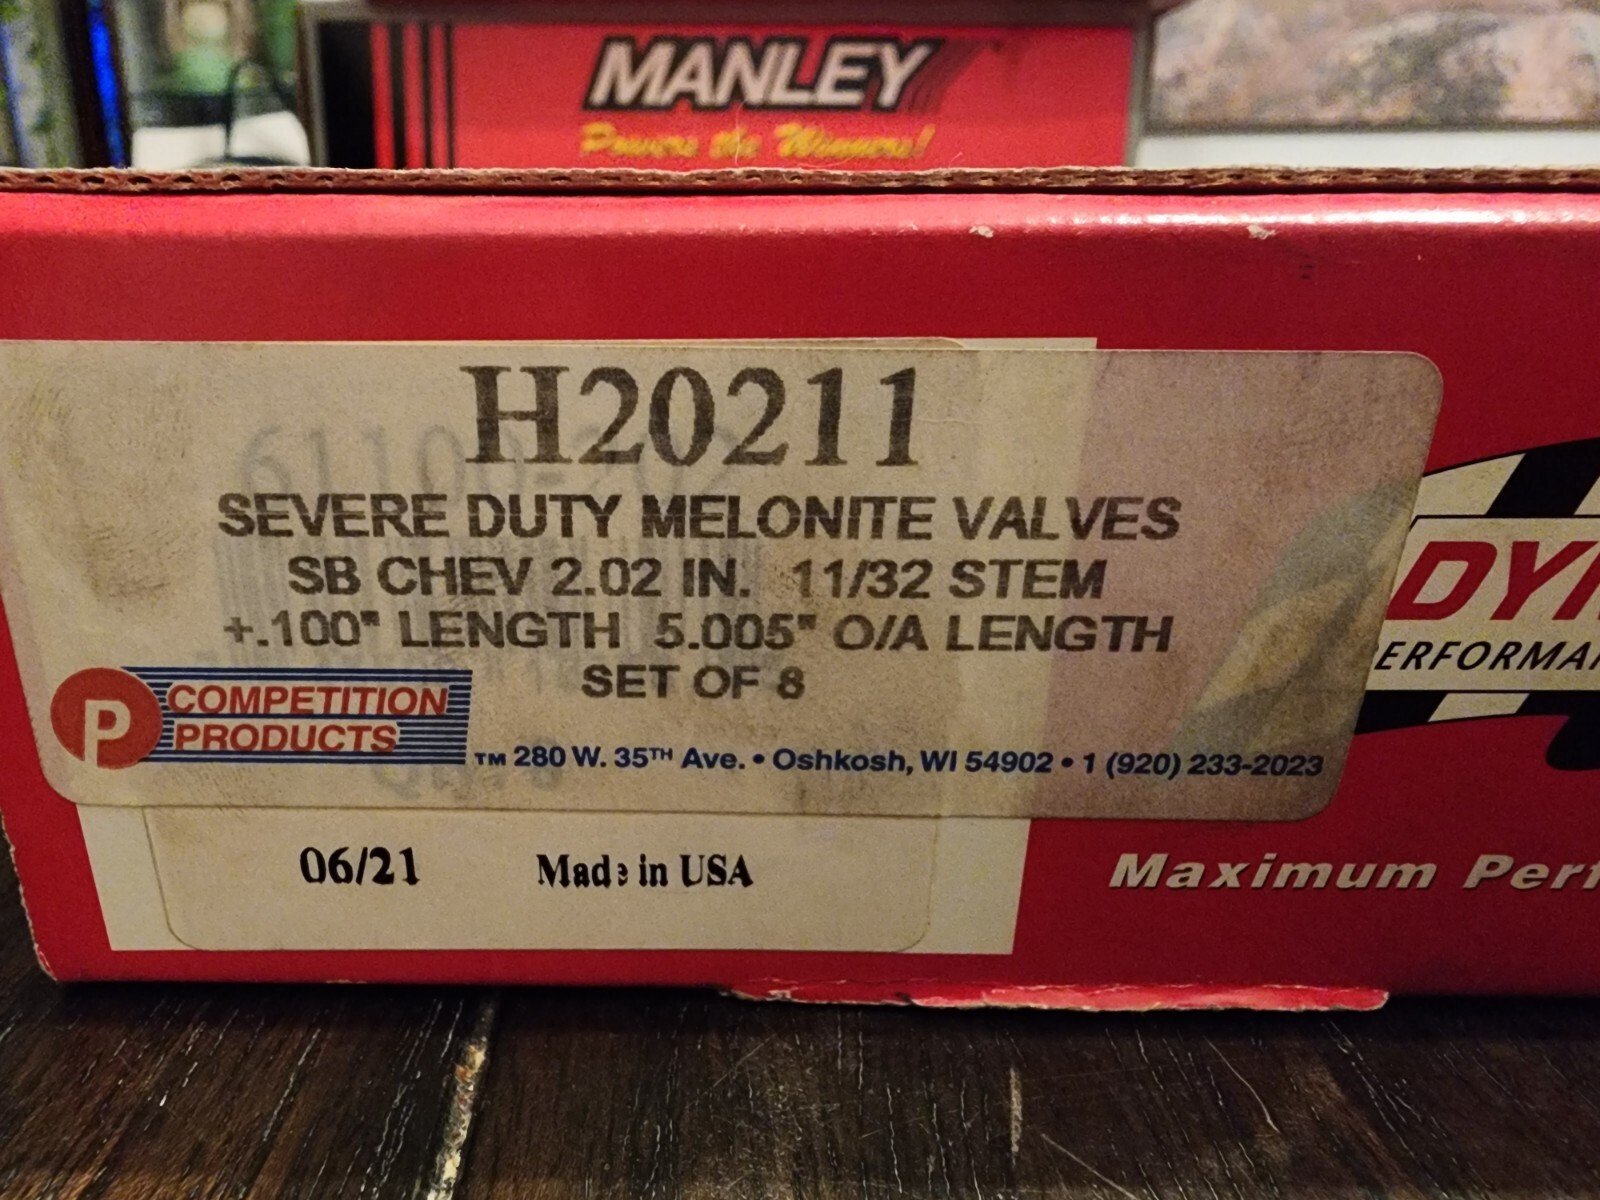 MANLEY
Powers the Winners!
H20211
SEVERE DUTY MELONITE VALVES
SB CHEV 2.02 IN. 11/32 STEM
+.100" LENGTH 5.005" O/A LENGTH
SET OF 8
P COMPETITION
PRODUCTS
TM 280 W. 35TH Ave. • Oshkosh, WI 54902 • 1 (920) 233-2023
06/21 Made in USA
DY
ERFORMA
Maximum Perf